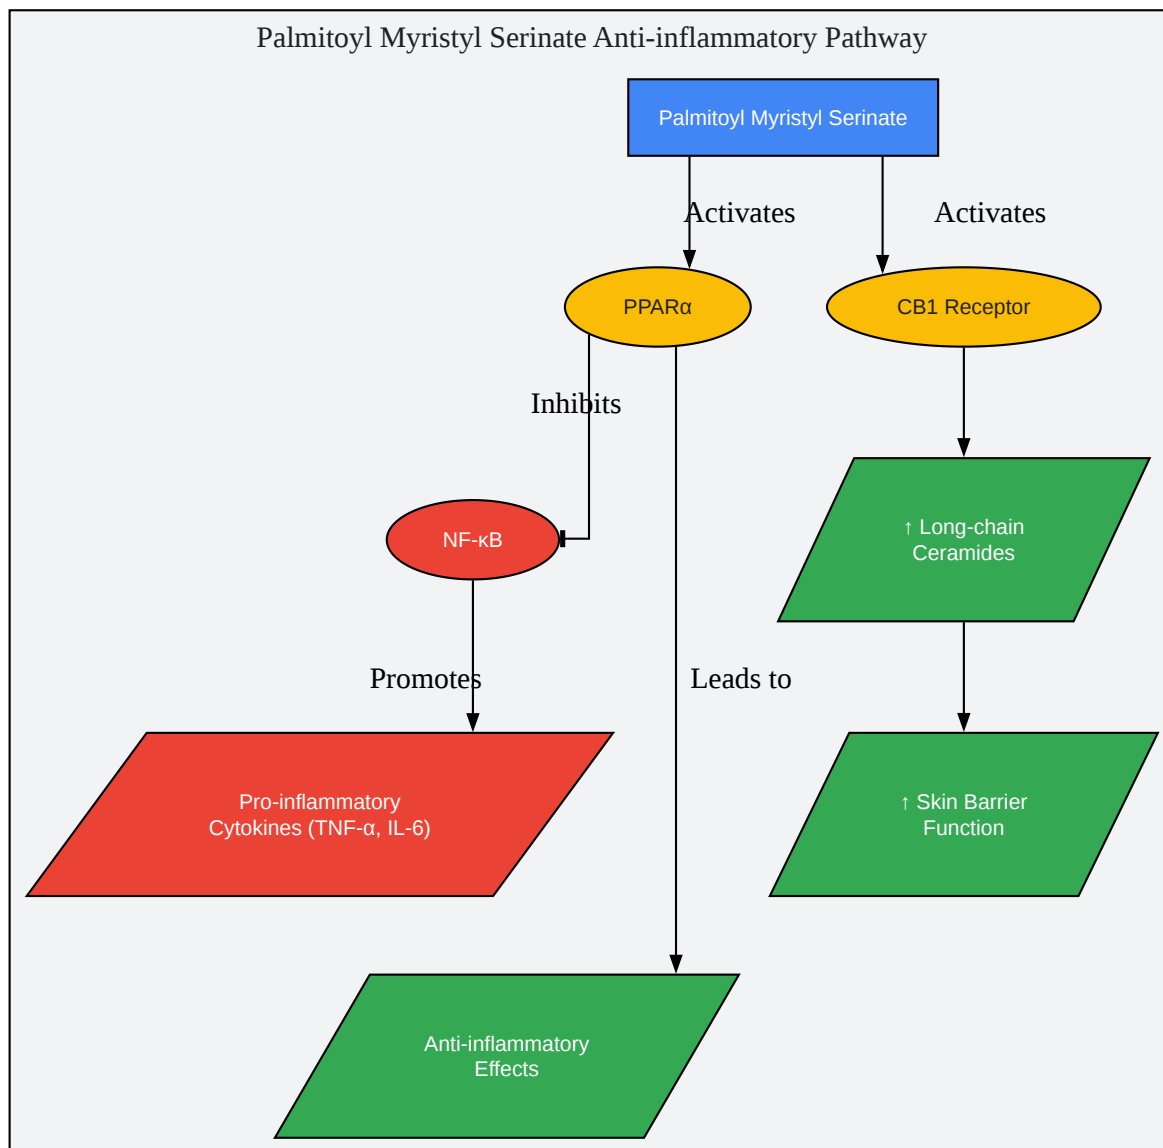 Palmitoyl Myristyl Serinate Anti-inflammatory Pathway
Palmitoyl Myristyl Serinate
Activates
Activates
PPARα
CB1 Receptor
Inhibits
NF-κB
↑ Long-chain
Ceramides
Promotes
Leads to
Pro-inflammatory
Cytokines (TNF-α, IL-6)
↑ Skin Barrier
Function
Anti-inflammatory
Effects